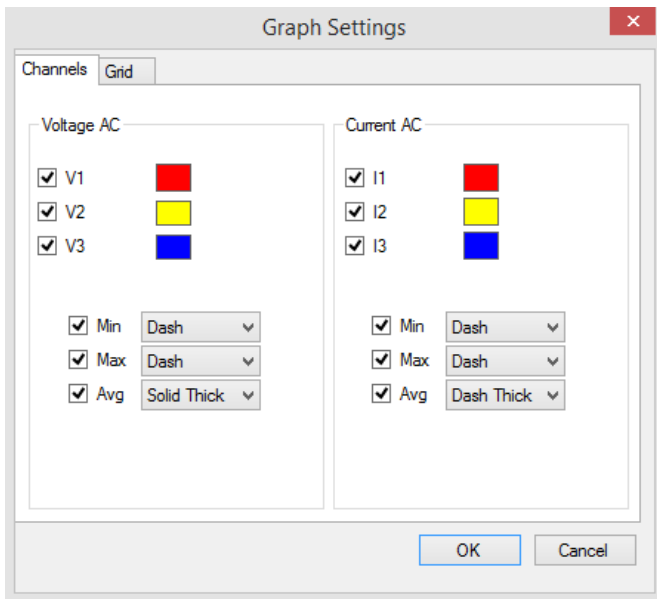 Graph Settings
Channels Grid
Voltage AC
V1
V2
V3
Min Dash
Max Dash
Avg Solid Thick
Current AC
I1
I2
I3
Min Dash
Max Dash
Avg Dash Thick
OK Cancel